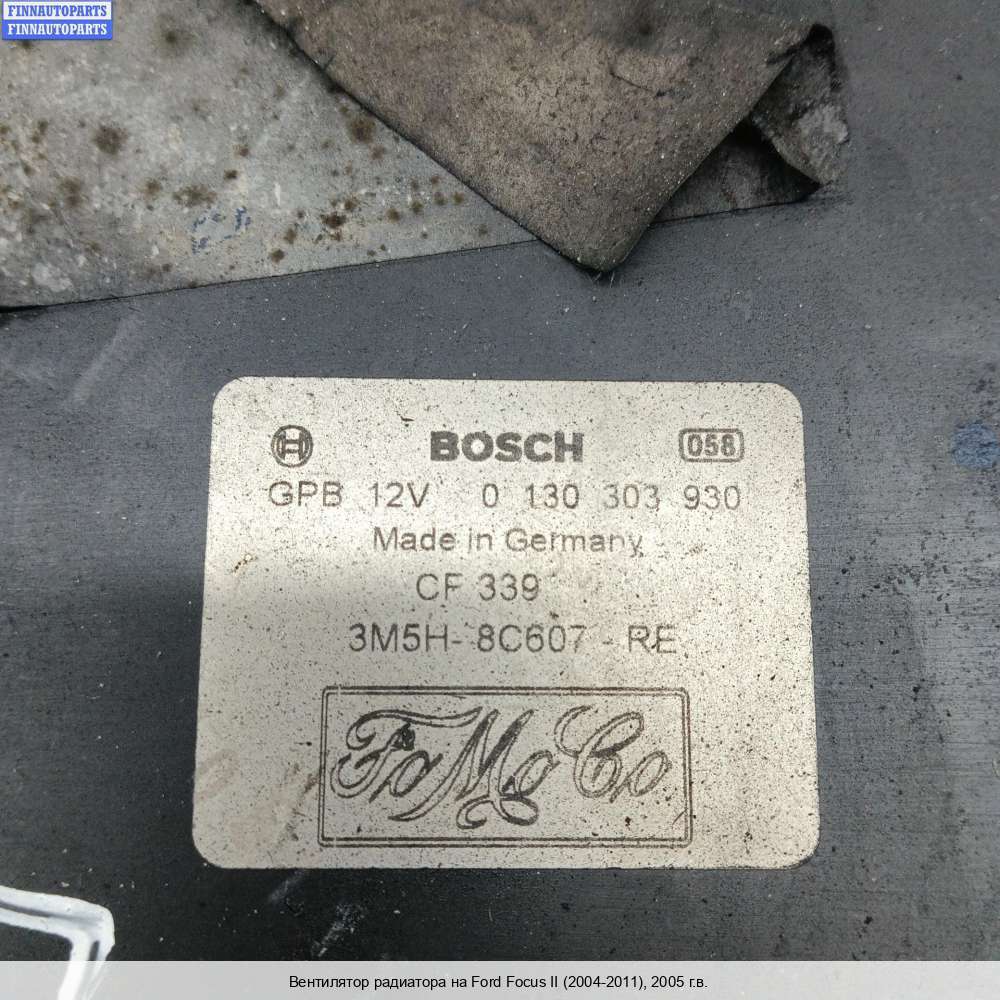 FINNAUTOPARTS
FINNAUTOPARTS
BOSCH 058
GPB 12V 0 130 303 930
Made in Germany
CF 339
3M5H- 8C607 - RE
FoMoCo
Вентилятор радиатора на Ford Focus II (2004-2011), 2005 г.в.